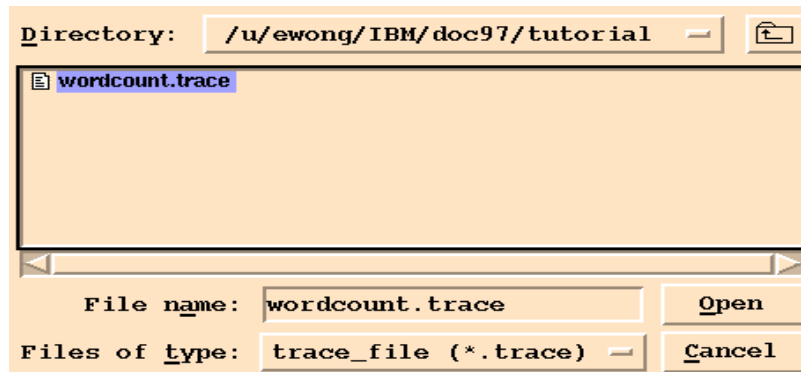 Directory: /u/ewong/IBM/doc97/tutorial
wordcount.trace
File name: wordcount.trace Open
Files of type: trace_file (*.trace) Cancel